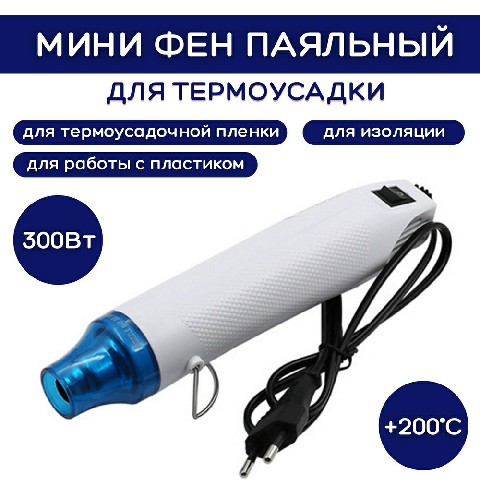 МИНИ ФЕН ПАЯЛЬНЫЙ
ДЛЯ ТЕРМОУСАДКИ
для термоусадочной пленки
для изоляции
для работы с пластиком
300Вт
+200°С